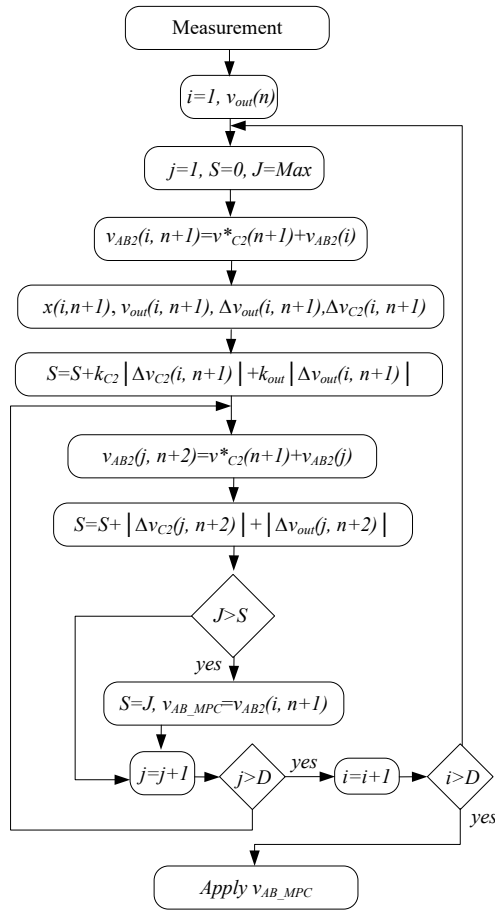 Measurement
i=1, v_out(n)
j=1, S=0, J=Max
v_AB2(i, n+1)=v*_C2(n+1)+v_AB2(i)
x(i,n+1), v_out(i, n+1), Δv_out(i, n+1),Δv_C2(i, n+1)
S=S+k_C2|Δv_C2(i, n+1)|+k_out|Δv_out(i, n+1)|
v_AB2(j, n+2)=v*_C2(n+1)+v_AB2(j)
S=S+|Δv_C2(j, n+2)|+|Δv_out(j, n+2)|
J>S
yes
S=J, v_AB_MPC=v_AB2(i, n+1)
j=j+1
j>D
yes
i=i+1
i>D
yes
Apply v_AB_MPC